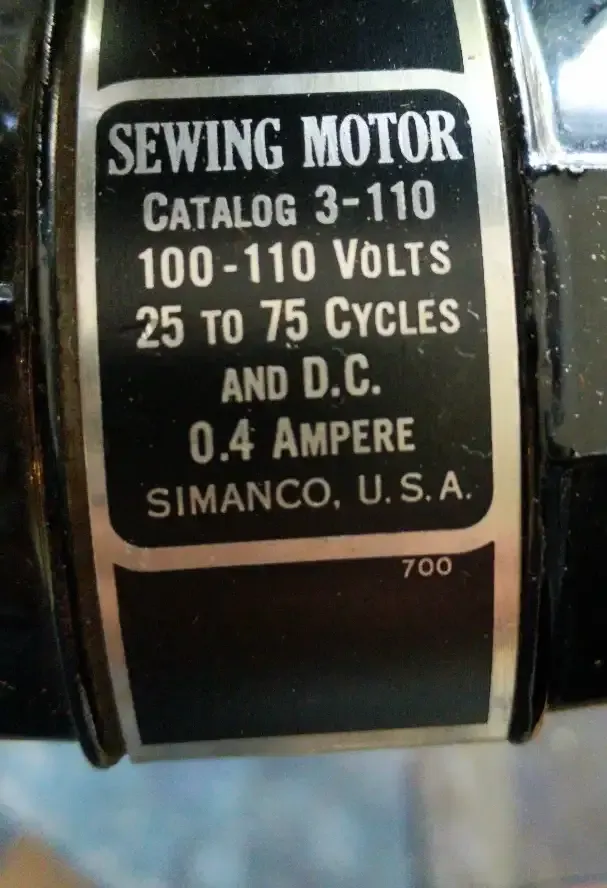 SEWING MOTOR
CATALOG 3-110
100-110 VOLTS
25 TO 75 CYCLES
AND D.C.
0.4 AMPERE
SIMANCO, U.S.A.
700